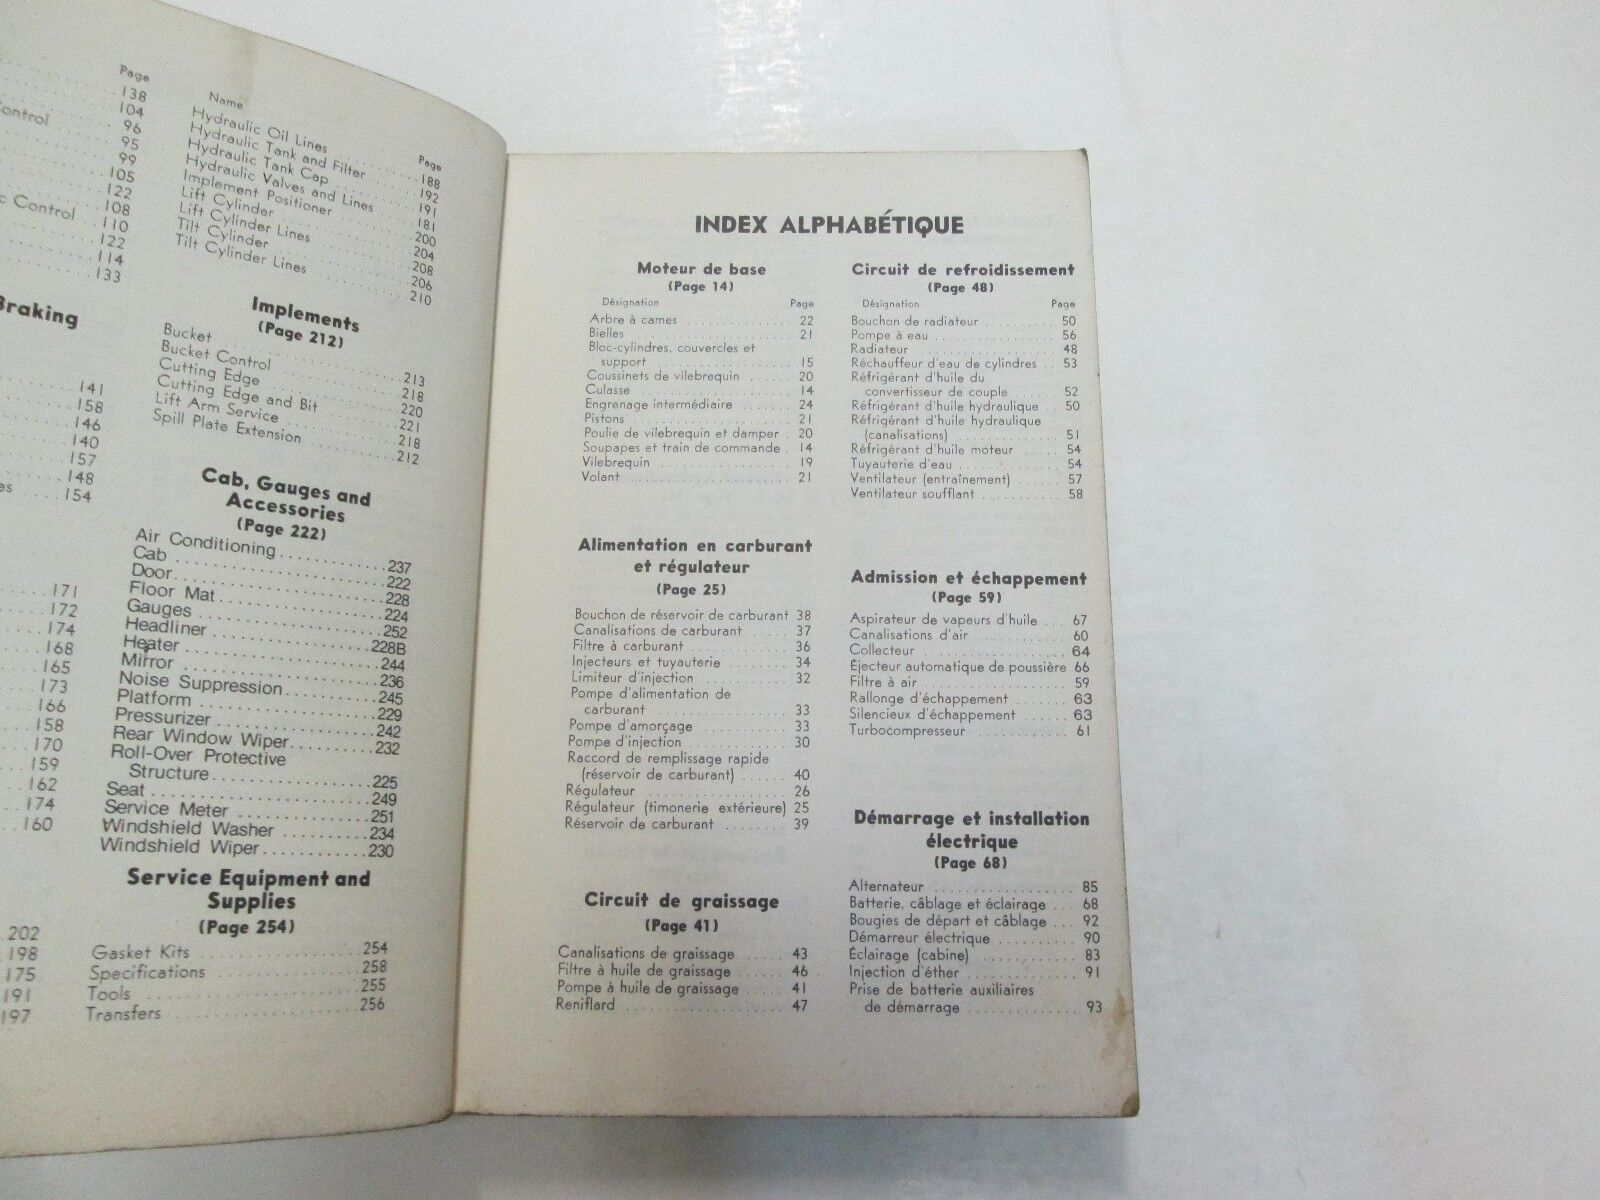 Page
138
104
ontrol 96
95
99
105
122
108
c Control 110
122
114
133
Braking
141
158
146
140
157
148
es 154
171
172
174
168
165
173
166
158
170
159
162
174
160
202
198
175
191
197
Name Page
Hydraulic Oil Lines 188
Hydraulic Tank and Filter 192
Hydraulic Tank Cap 191
Hydraulic Valves and Lines 181
Implement Positioner 200
Lift Cylinder 204
Lift Cylinder Lines 208
Tilt Cylinder 206
Tilt Cylinder Lines 210
Implements
(Page 212)
Bucket 213
Bucket Control 218
Cutting Edge 220
Cutting Edge and Bit 221
Lift Arm Service 218
Spill Plate Extension 212
Cab, Gauges and
Accessories
(Page 222)
Air Conditioning 237
Cab 222
Door 228
Floor Mat 224
Gauges 252
Headliner 228B
Heater 244
Mirror 236
Noise Suppression 245
Platform 229
Pressurizer 242
Rear Window Wiper 232
Roll-Over Protective
Structure 225
Seat 249
Service Meter 251
Windshield Washer 234
Windshield Wiper 230
Service Equipment and
Supplies
(Page 254)
Gasket Kits 254
Specifications 258
Tools 255
Transfers 256
INDEX ALPHABÉTIQUE
Moteur de base
(Page 14)
Désignation Page
Arbre à cames 22
Bielles 21
Bloc-cylindres, couvercles et
support 15
Coussinets de vilebrequin 20
Culasse 14
Engrenage intermédiaire 24
Pistons 21
Poulie de vilebrequin et damper 20
Soupapes et train de commande 14
Vilebrequin 19
Volant 21
Alimentation en carburant
et régulateur
(Page 25)
Bouchon de réservoir de carburant 38
Canalisations de carburant 37
Filtre à carburant 36
Injecteurs et tuyauterie 34
Limiteur d'injection 32
Pompe d'alimentation de
carburant 33
Pompe d'amorçage 33
Pompe d'injection 30
Raccord de remplissage rapide
(réservoir de carburant) 40
Régulateur 26
Régulateur (timonerie extérieure) 25
Réservoir de carburant 39
Circuit de graissage
(Page 41)
Canalisations de graissage 43
Filtre à huile de graissage 46
Pompe à huile de graissage 41
Reniflard 47
Circuit de refroidissement
(Page 48)
Désignation Page
Bouchon de radiateur 50
Pompe à eau 56
Radiateur 48
Réchauffeur d'eau de cylindres 53
Réfrigérant d'huile du
convertisseur de couple 52
Réfrigérant d'huile hydraulique 50
Réfrigérant d'huile hydraulique
(canalisations) 51
Réfrigérant d'huile moteur 54
Tuyauterie d'eau 54
Ventilateur (entraînement) 57
Ventilateur soufflant 58
Admission et échappement
(Page 59)
Aspirateur de vapeurs d'huile 67
Canalisations d'air 60
Collecteur 64
Éjecteur automatique de poussière 66
Filtre à air 59
Rallonge d'échappement 63
Silencieux d'échappement 63
Turbocompresseur 61
Démarrage et installation
électrique
(Page 68)
Alternateur 85
Batterie, câblage et éclairage 68
Bougies de départ et câblage 92
Démarreur électrique 90
Éclairage (cabine) 83
Injection d'éther 91
Prise de batterie auxiliaires
de démarrage 93